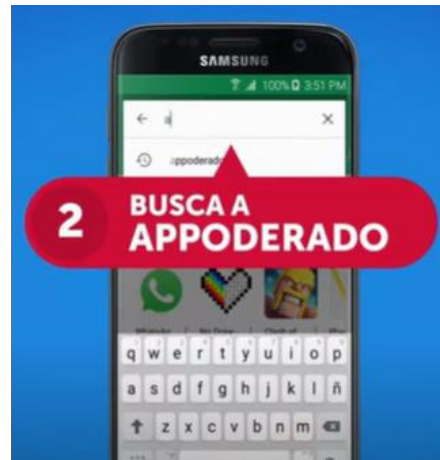 SAMSUNG
100% 3:51 PM
a
appoderado
2
BUSCA A
APPODERADO
q w e r t y u i o p
a s d f g h j k l ñ
z x c v b n m